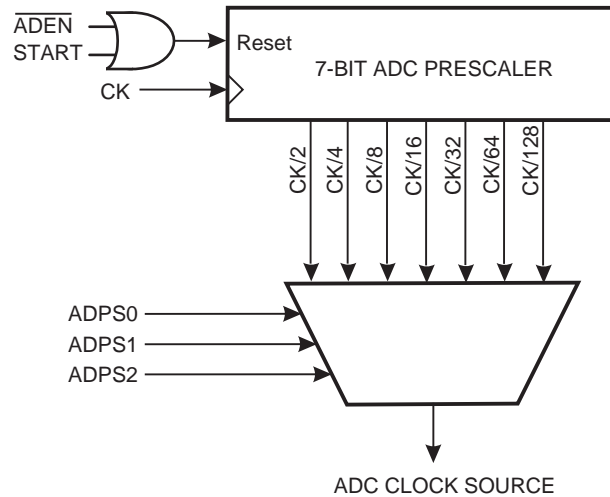 ADEN
START
Reset
7-BIT ADC PRESCALER
CK
CK/2
CK/4
CK/8
CK/16
CK/32
CK/64
CK/128
ADPS0
ADPS1
ADPS2
ADC CLOCK SOURCE